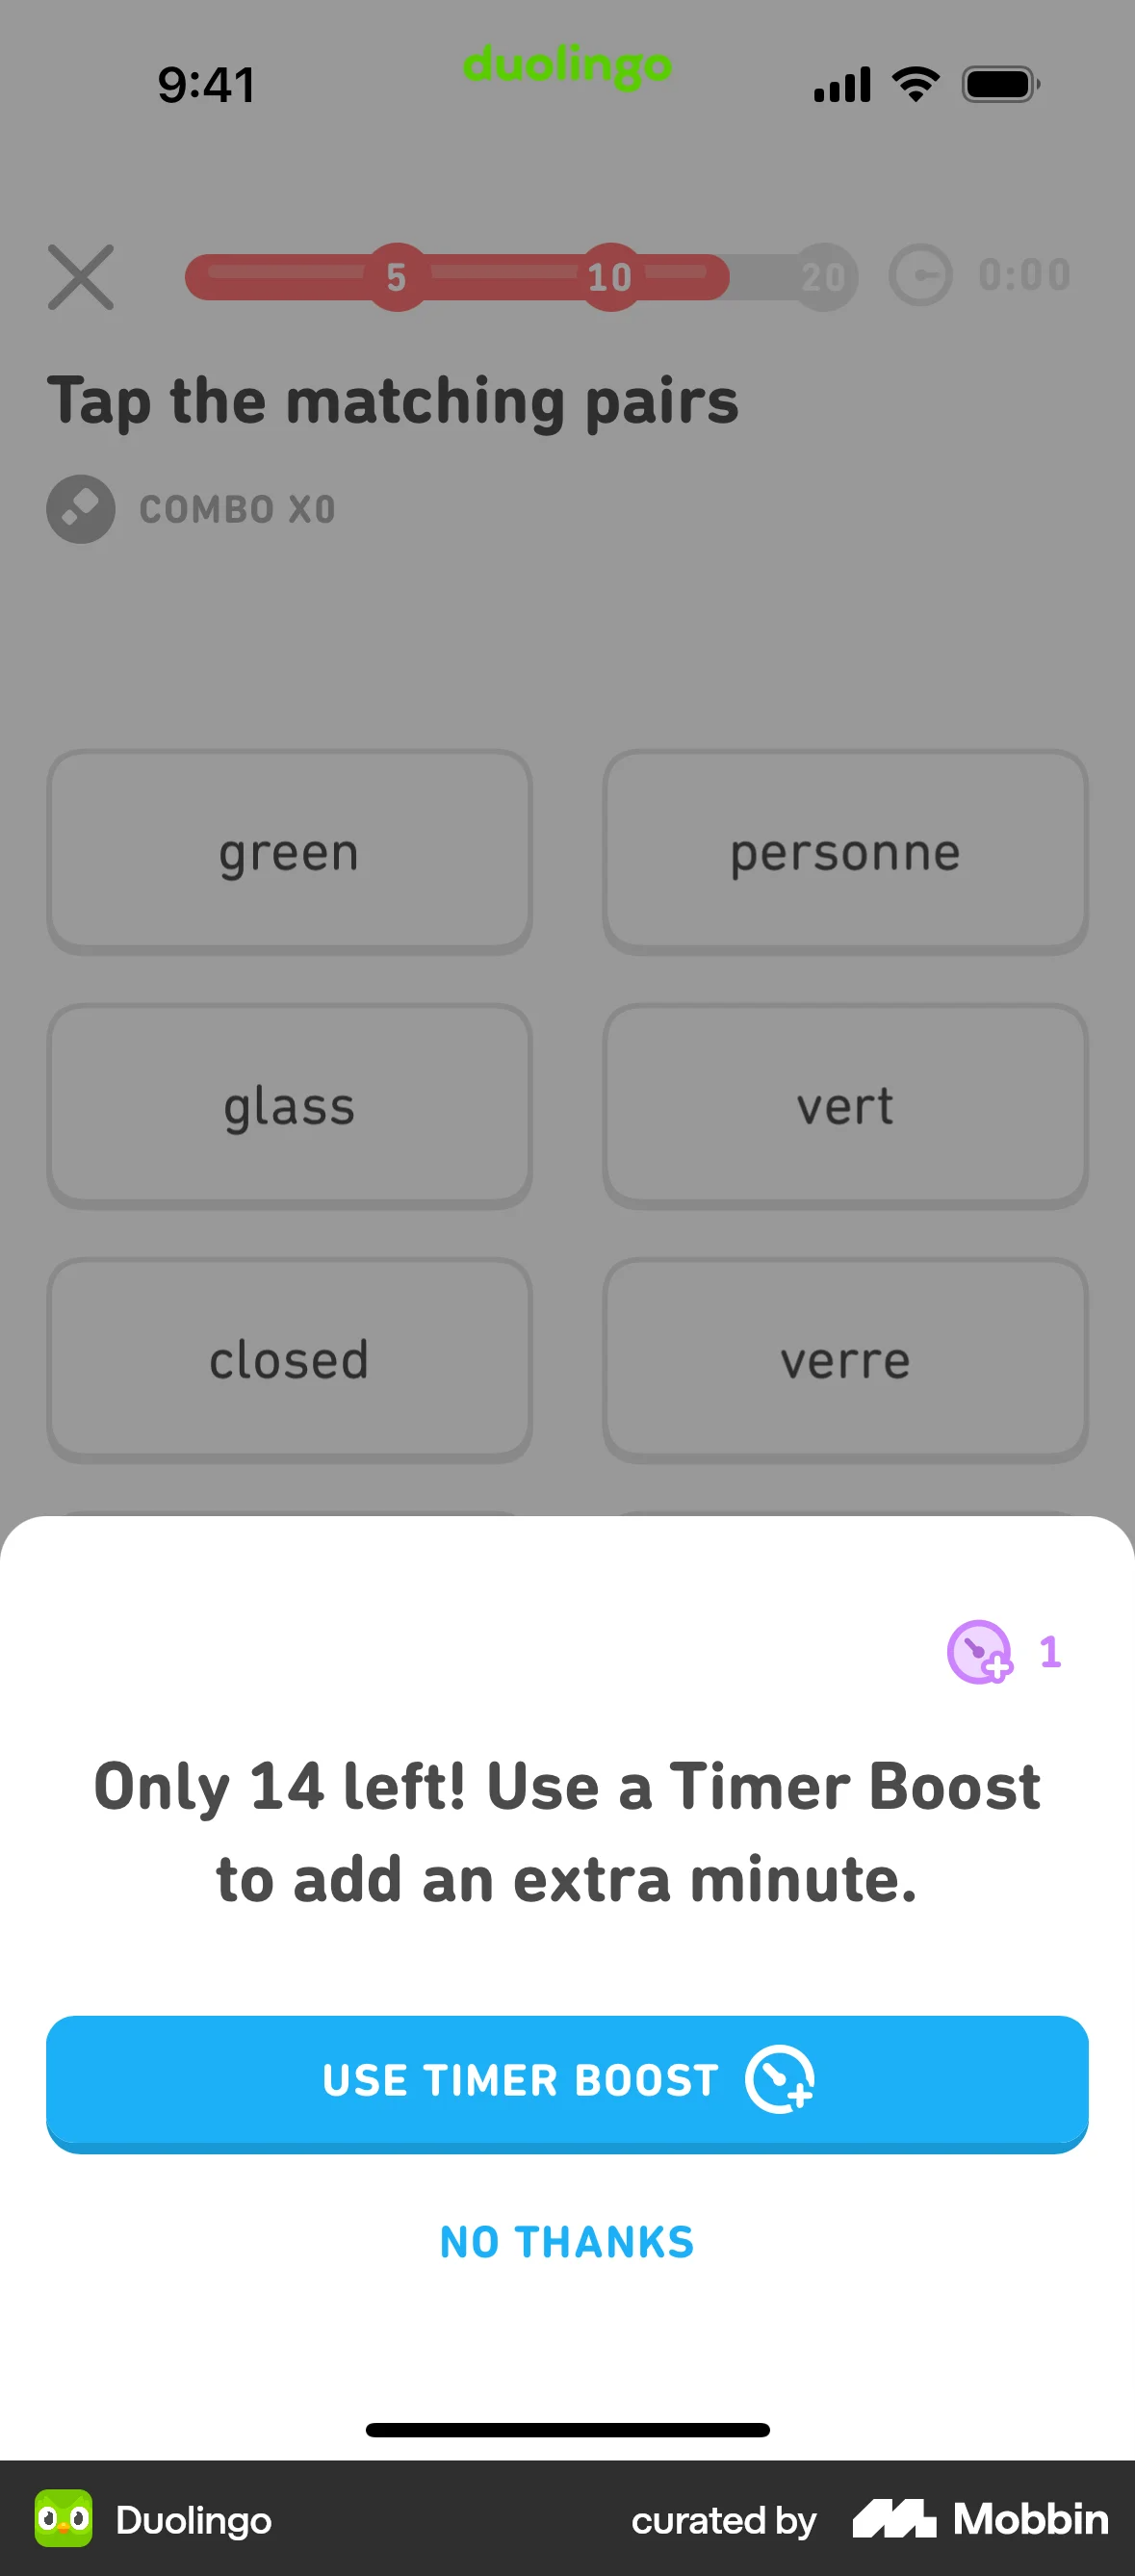 9:41
duolingo
5 10 20 0:00
Tap the matching pairs
COMBO X0
green personne
glass vert
closed verre
1
Only 14 left! Use a Timer Boost
to add an extra minute.
USE TIMER BOOST
NO THANKS
Duolingo curated by Mobbin